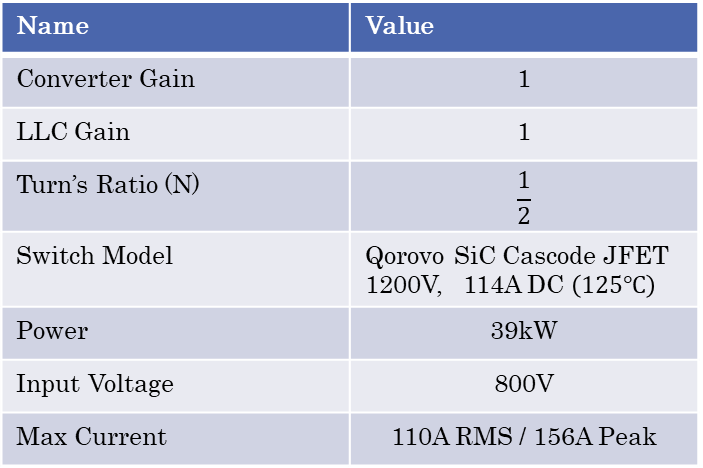 Name Value
Converter Gain 1
LLC Gain 1
Turn’s Ratio (N) 1/2
Switch Model Qorovo SiC Cascode JFET
1200V, 114A DC (125℃)
Power 39kW
Input Voltage 800V
Max Current 110A RMS / 156A Peak